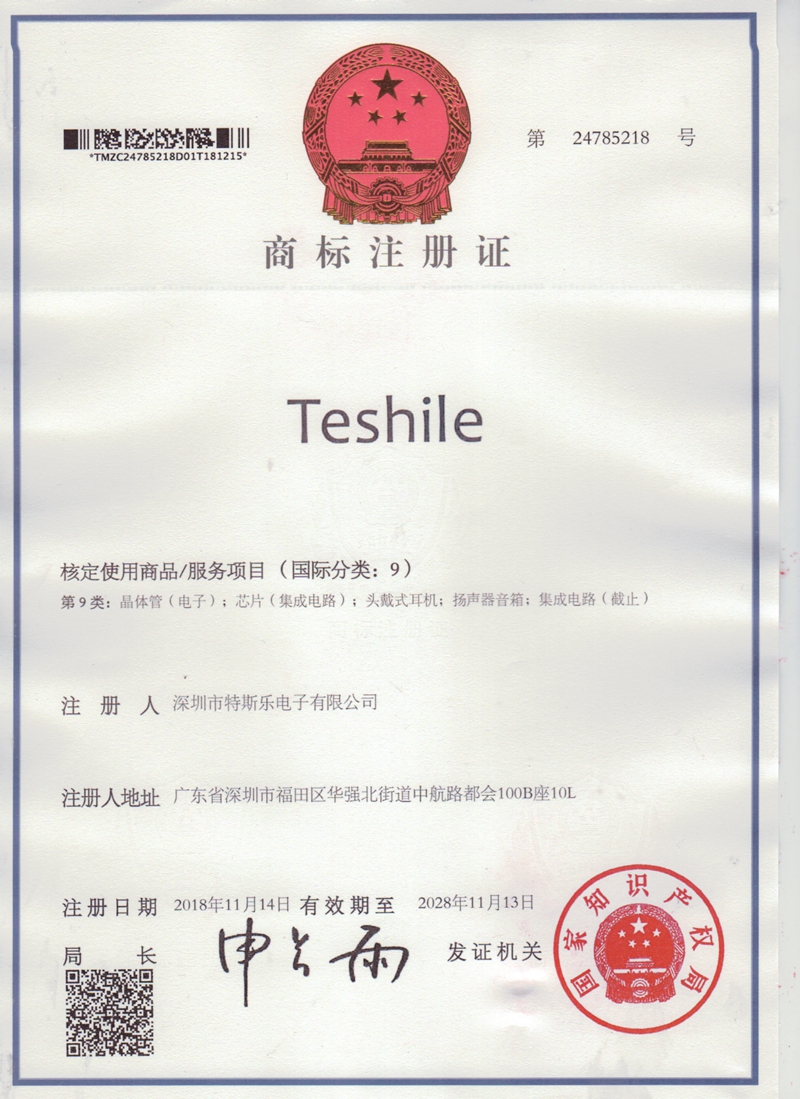 第 24785218 号
*TMZC24785218D01T181215*
商标注册证
Teshile
核定使用商品/服务项目（国际分类：9）
第9类：晶体管（电子）；芯片（集成电路）；头戴式耳机；扬声器音箱；集成电路（截止）
注册人 深圳市特斯乐电子有限公司
注册人地址 广东省深圳市福田区华强北街道中航路都会100B座10L
注册日期 2018年11月14日 有效期至 2028年11月13日
局长 申长雨 发证机关
国家知识产权局